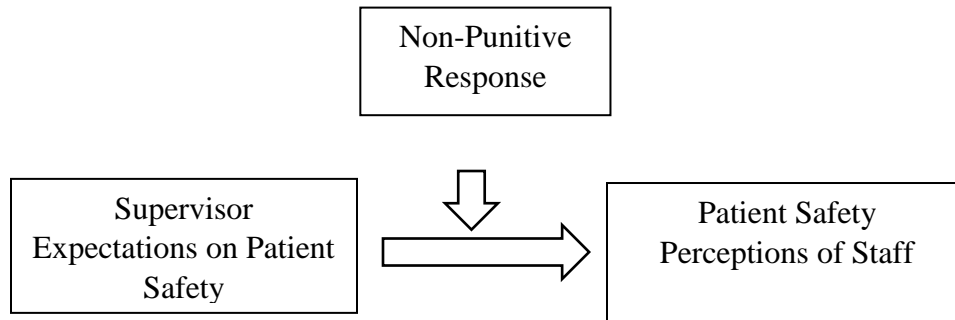 Non-Punitive
Response
Supervisor
Expectations on Patient
Safety
Patient Safety
Perceptions of Staff